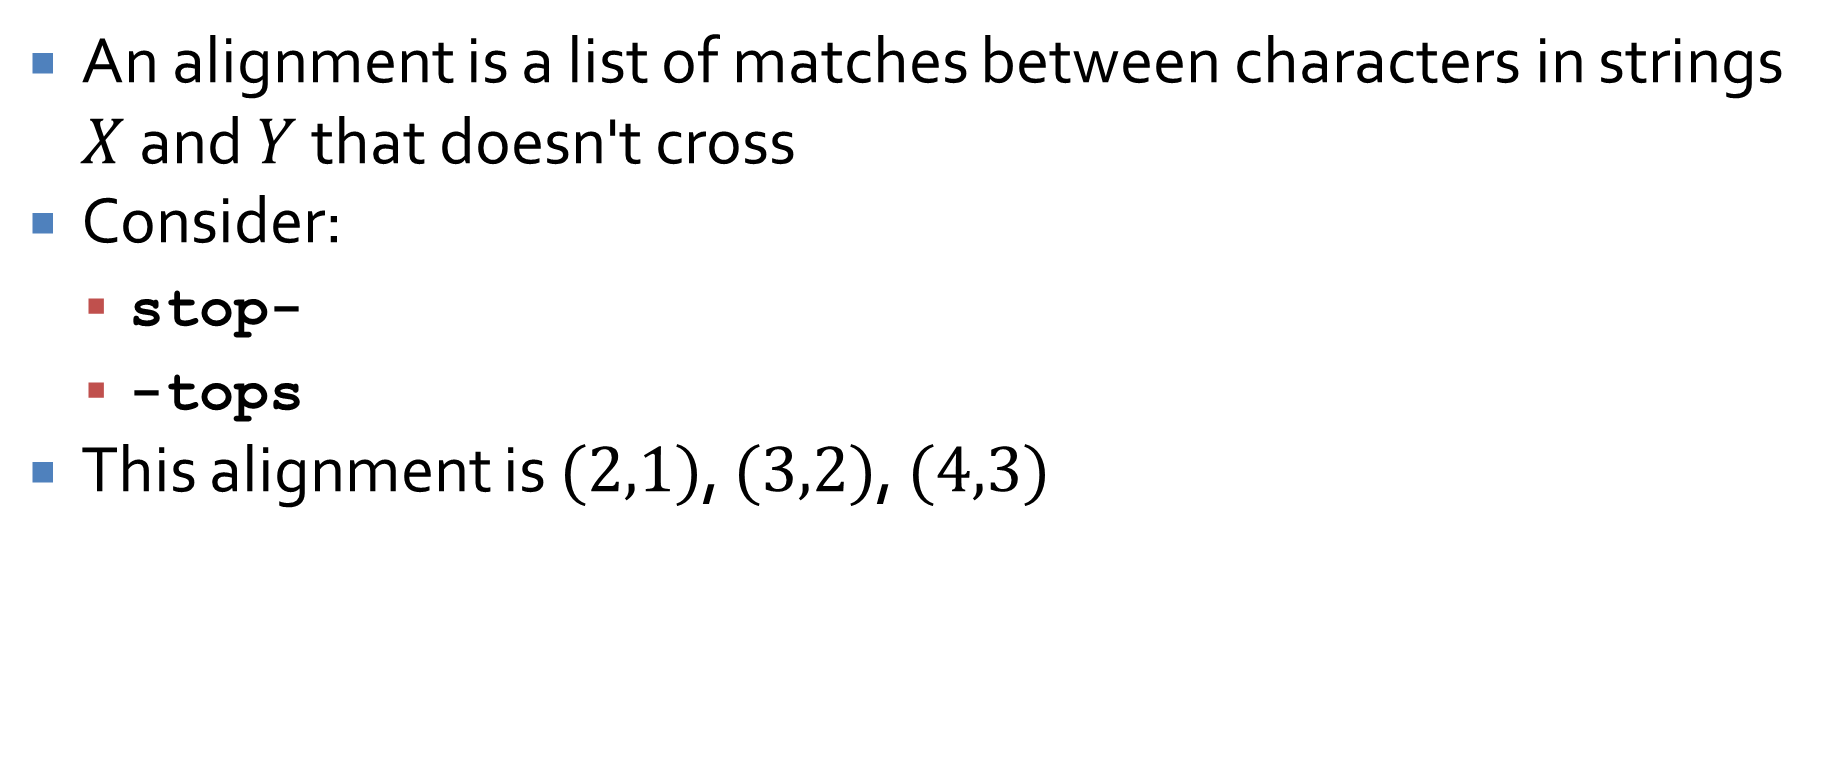 An alignment is a list of matches between characters in strings
X and Y that doesn't cross
Consider:
stop-
-tops
This alignment is (2,1), (3,2), (4,3)